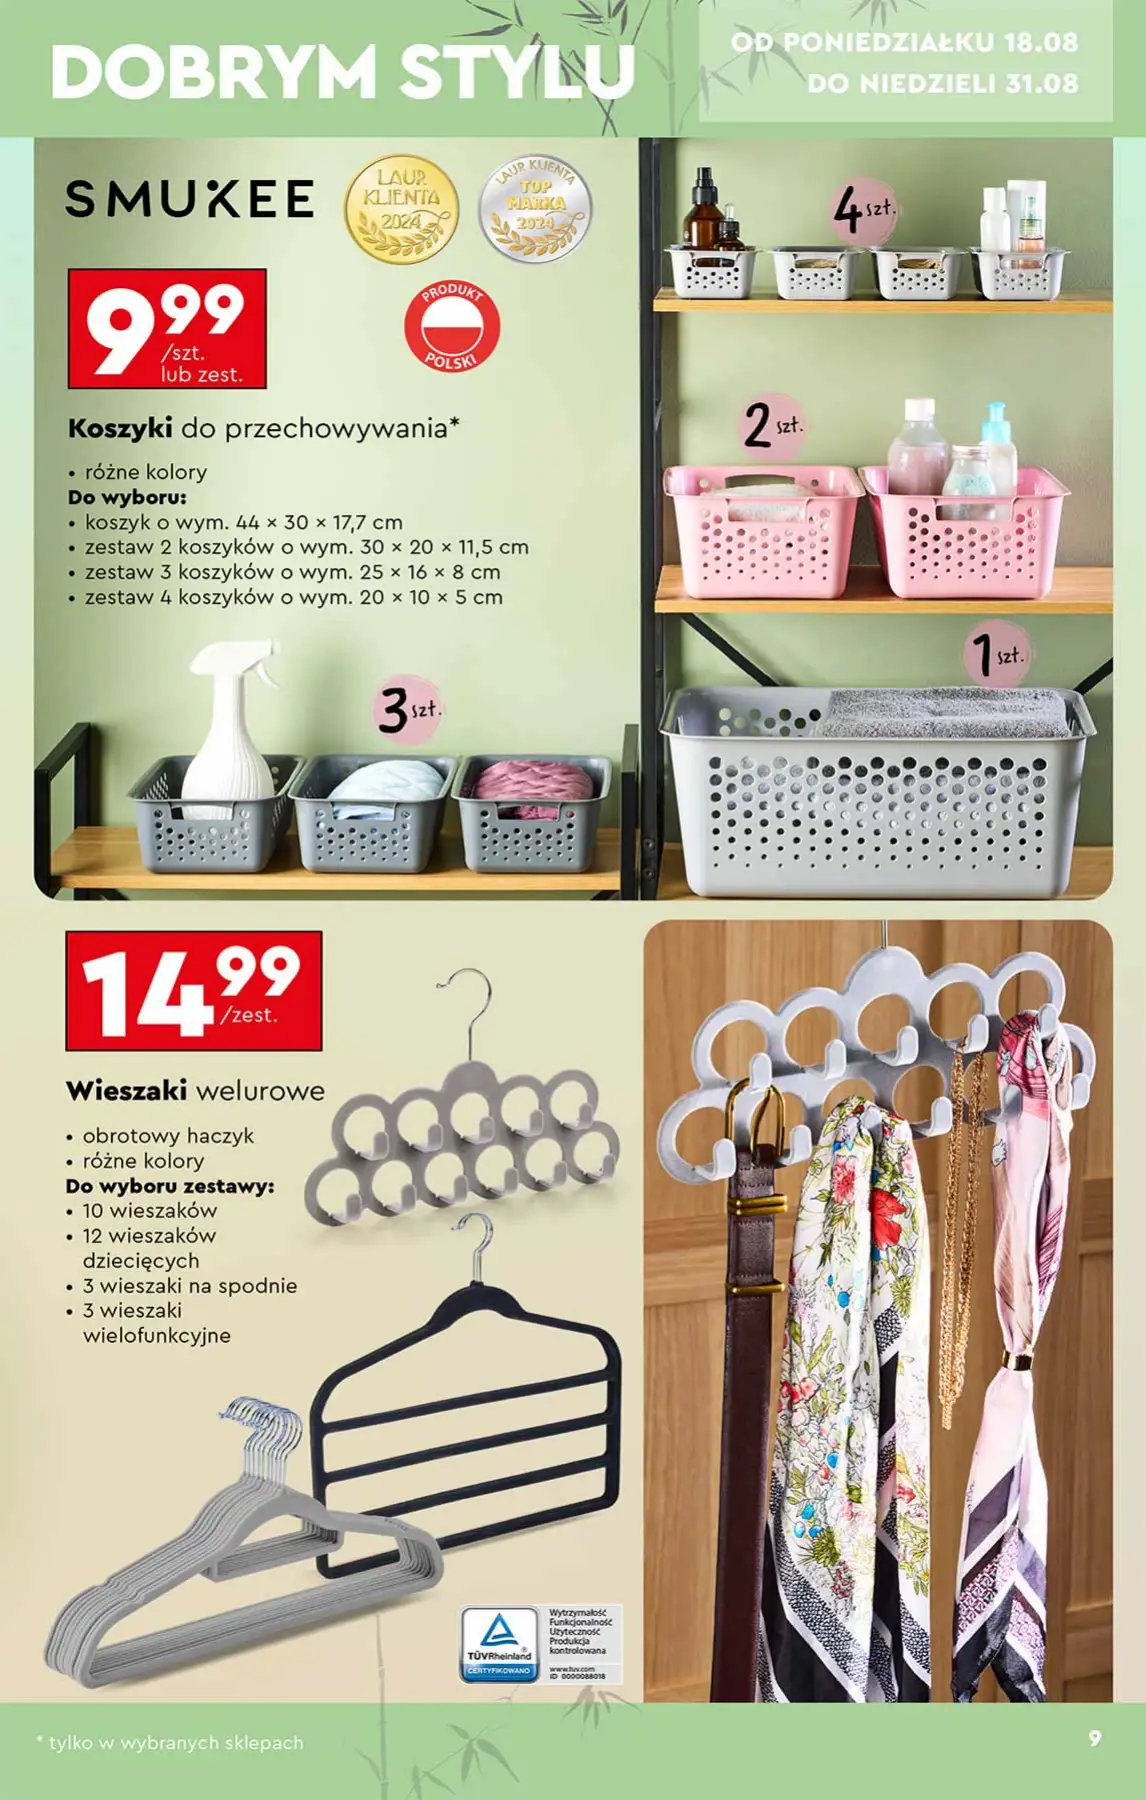 DOBRYM STYLU
OD PONIEDZIAŁKU 18.08
DO NIEDZIELI 31.08
SMUKEE
LAUR
KLIENTA
2024
LAUR KLIENTA
TOP
MARKA
2024
9.99
/szt.
lub zest.
PRODUKT
POLSKI
Koszyki do przechowywania*
• różne kolory
Do wyboru:
• koszyk o wym. 44 × 30 × 17,7 cm
• zestaw 2 koszyków o wym. 30 × 20 × 11,5 cm
• zestaw 3 koszyków o wym. 25 × 16 × 8 cm
• zestaw 4 koszyków o wym. 20 × 10 × 5 cm
4 szt.
2 szt.
1 szt.
3 szt.
14.99
/zest.
Wieszaki welurowe
• obrotowy haczyk
• różne kolory
Do wyboru zestawy:
• 10 wieszaków
• 12 wieszaków
dziecięcych
• 3 wieszaki na spodnie
• 3 wieszaki
wielofunkcyjne
TÜVRheinland
CERTYFIKOWANO
Wytrzymałość
Funkcjonalność
Użyteczność
Produkcja
kontrolowana
www.tuv.com
ID 0000088018
* tylko w wybranych sklepach
9